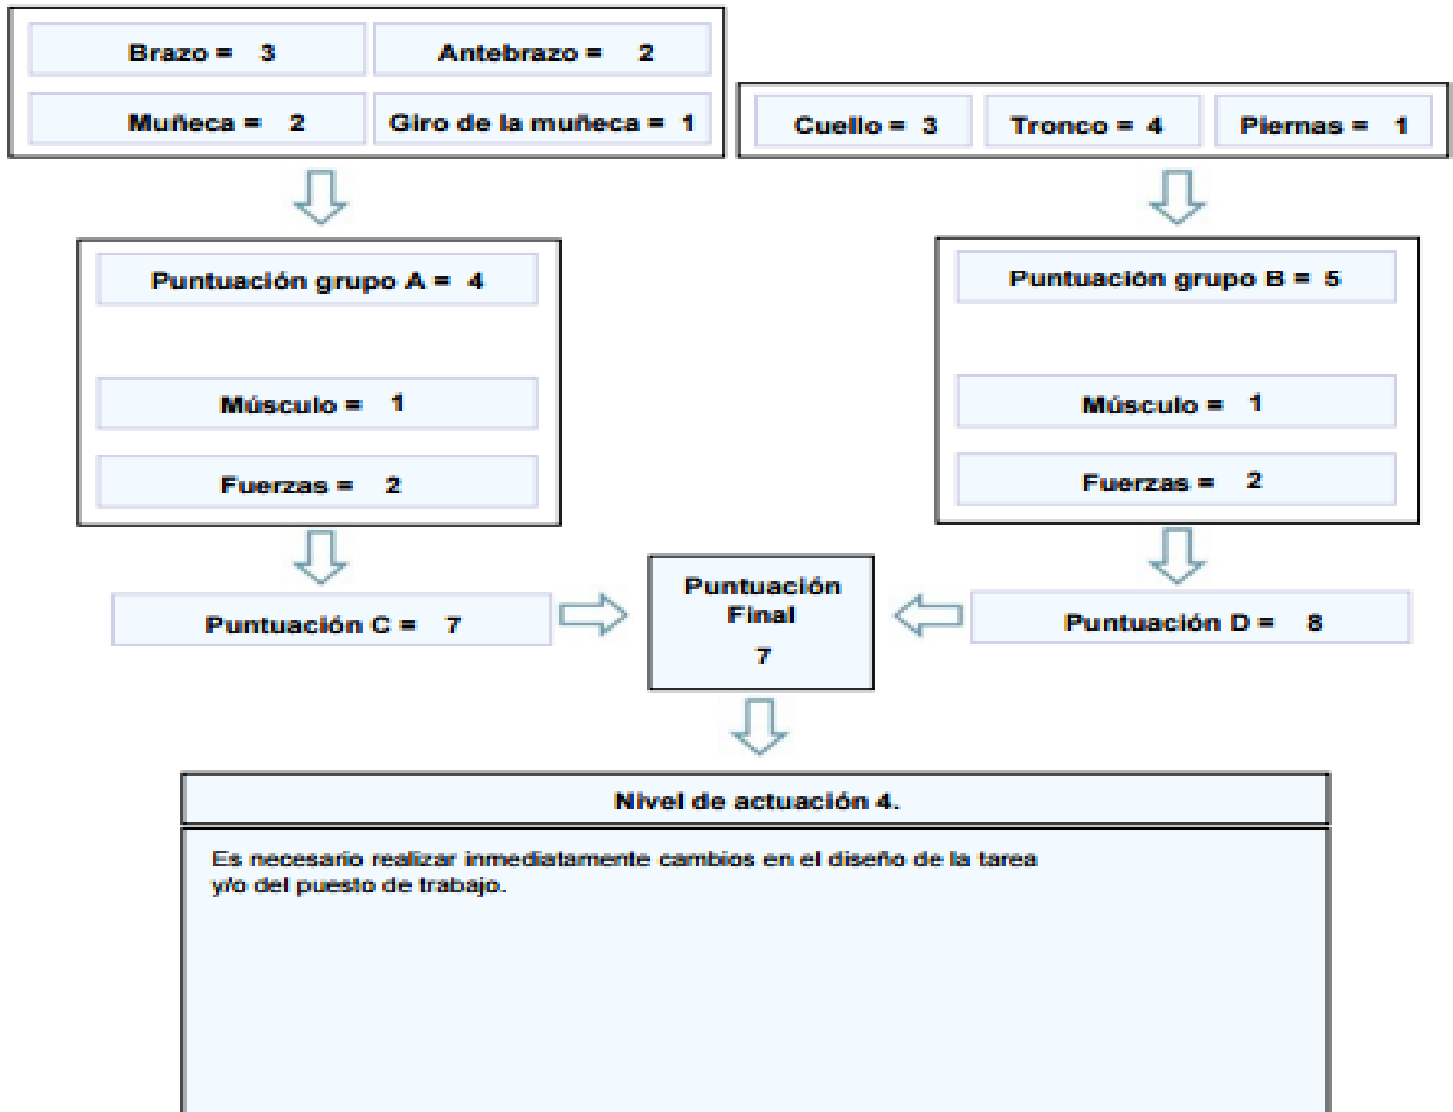 Brazo = 3
Antebrazo = 2
Muñeca = 2
Giro de la muñeca = 1
Cuello = 3
Tronco = 4
Piernas = 1
Puntuación grupo A = 4
Músculo = 1
Fuerzas = 2
Puntuación grupo B = 5
Músculo = 1
Fuerzas = 2
Puntuación C = 7
Puntuación
Final
7
Puntuación D = 8
Nivel de actuación 4.
Es necesario realizar inmediatamente cambios en el diseño de la tarea
y/o del puesto de trabajo.